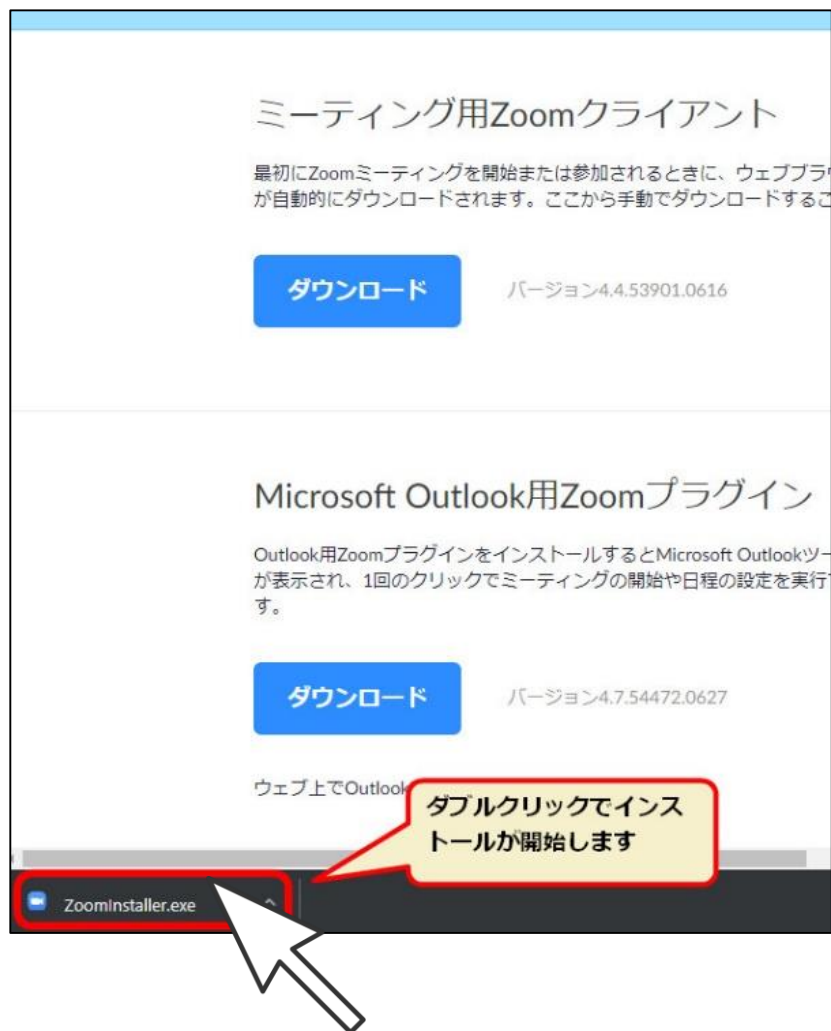 ミーティング用Zoomクライアント
最初にZoomミーティングを開始または参加されるときに、ウェブブラ
が自動的にダウンロードされます。ここから手動でダウンロードするこ
ダウンロード
バージョン4.4.53901.0616
Microsoft Outlook用Zoomプラグイン
Outlook用ZoomプラグインをインストールするとMicrosoft Outlookツー
が表示され、1回のクリックでミーティングの開始や日程の設定を実行
す。
ダウンロード
バージョン4.7.54472.0627
ウェブ上でOutlook
ダブルクリックでインス
トールが開始します
ZoomInstaller.exe